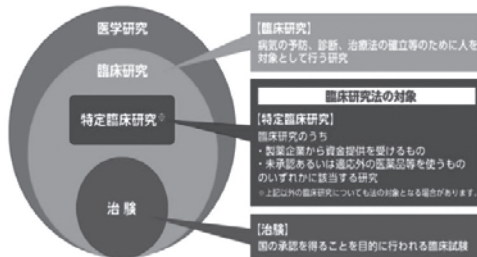 医学研究
臨床研究
特定臨床研究※
治験
【臨床研究】
病気の予防、診断、治療法の確立等のために人を
対象として行う研究
臨床研究法の対象
【特定臨床研究】
臨床研究のうち
・製薬企業から資金提供を受けるもの
・未承認あるいは適応外の医薬品等を使うもの
のいずれかに該当する研究
※上記以外の臨床研究についても法の対象となる場合があります。
【治験】
国の承認を得ることを目的に行われる臨床試験